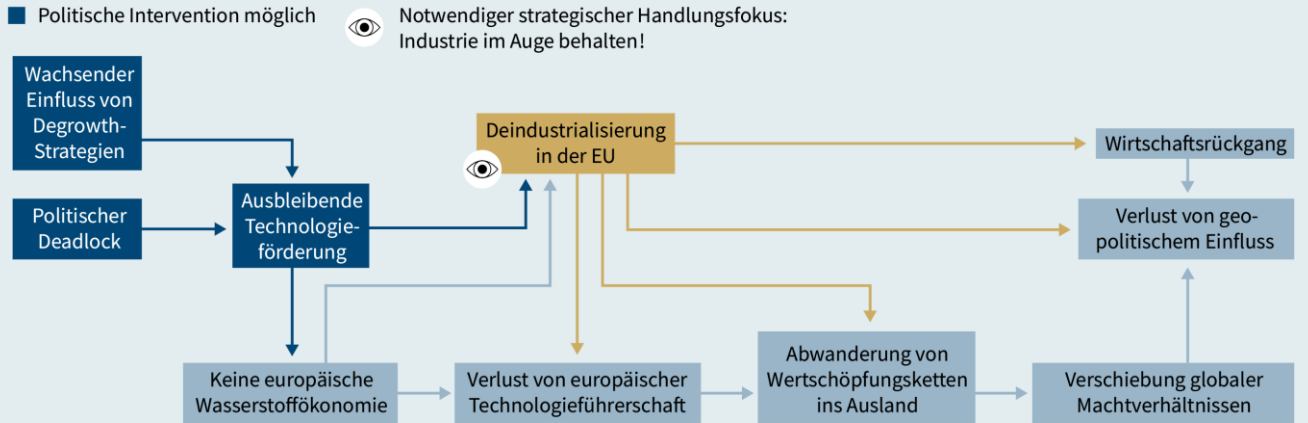 Politische Intervention möglich
Notwendiger strategischer Handlungsfokus:
Industrie im Auge behalten!
Wachsender
Einfluss von
Degrowth-
Strategien
Politischer
Deadlock
Ausbleibende
Technologie-
förderung
Deindustrialisierung
in der EU
Wirtschaftsrückgang
Verlust von geo-
politischem Einfluss
Keine europäische
Wasserstoffökonomie
Verlust von europäischer
Technologieführerschaft
Abwanderung von
Wertschöpfungsketten
ins Ausland
Verschiebung globaler
Machtverhältnissen